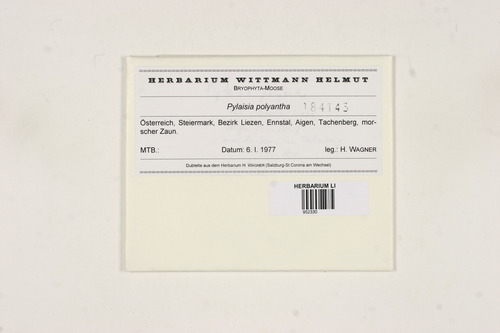 HERBARIUM WITTMANN HELMUT
BRYOPHYTA-MOOSE
Pylaisia polyantha 184143
Österreich, Steiermark, Bezirk Liezen, Ennstal, Aigen, Tachenberg, mor-
scher Zaun.
MTB.: Datum: 6. I. 1977 leg.: H. WAGNER
Dublette aus dem Herbarium H. WAGNER (Salzburg-St Corona am Wechsel)
HERBARIUM LI
952330